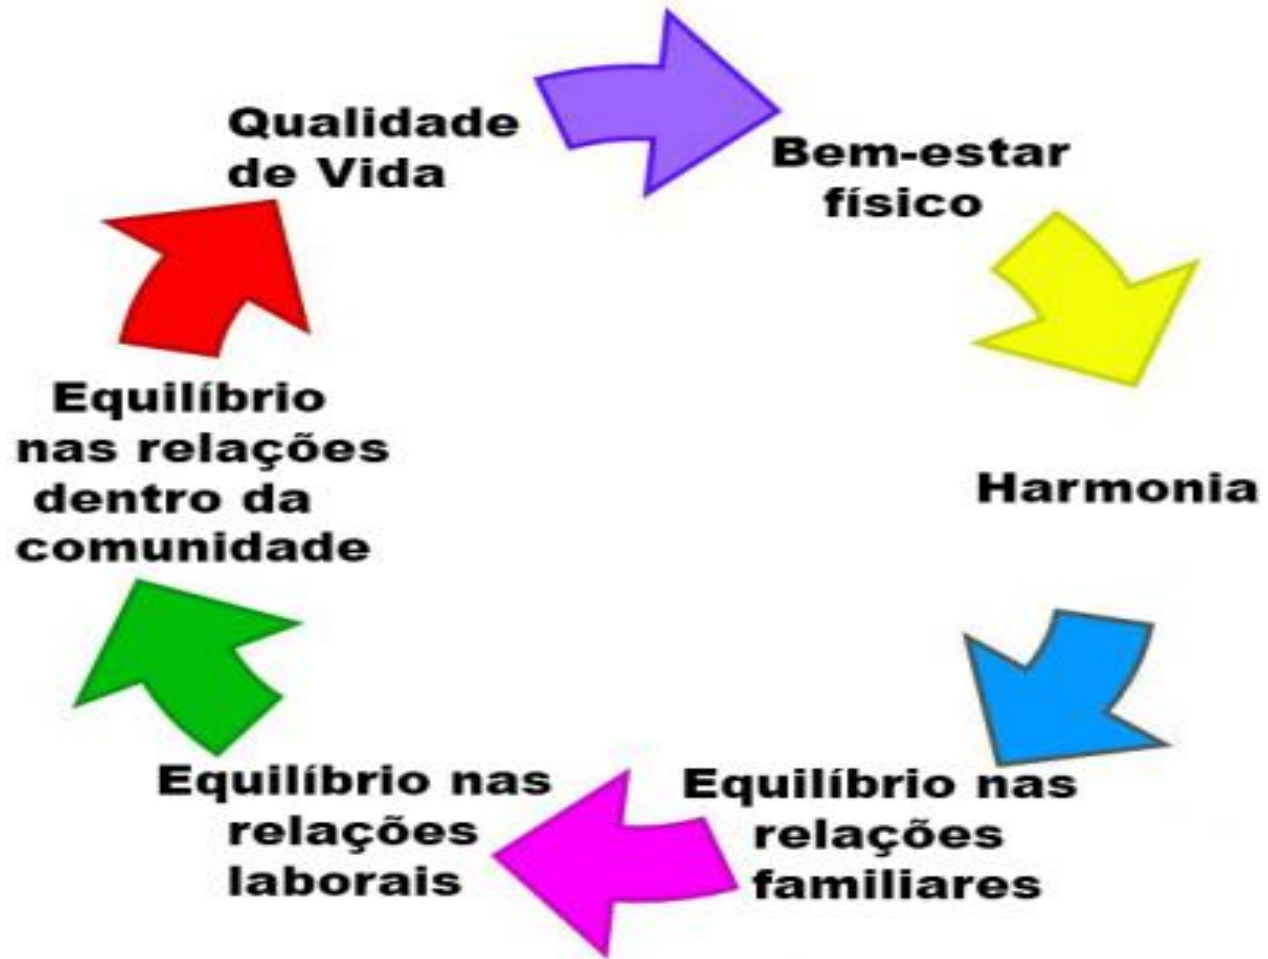 Qualidade
de Vida
Bem-estar
físico
Harmonia
Equilíbrio nas
relações
familiares
Equilíbrio nas
relações
laborais
Equilíbrio
nas relações
dentro da
comunidade